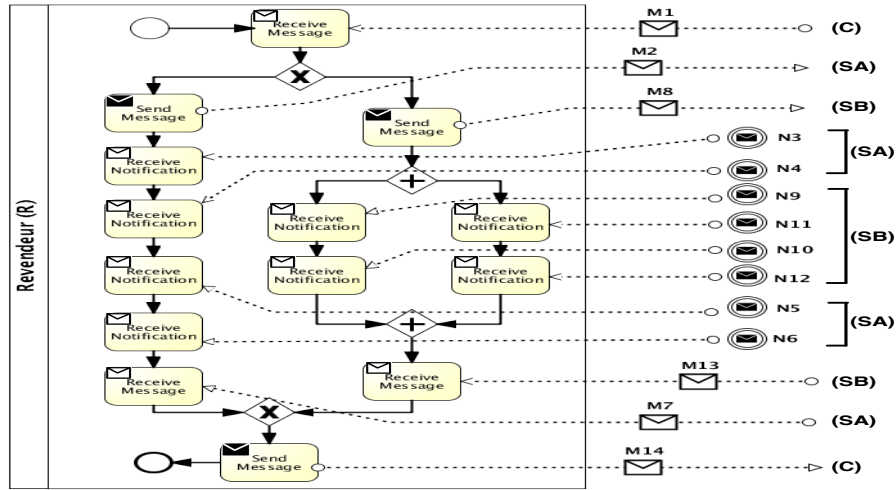 Revendeur (R)
Receive
Message
M1
(C)
M2
(SA)
Send
Message
M8
(SB)
Send
Message
Receive
Notification
N3
(SA)
Receive
Notification
N4
N9
Receive
Notification
Receive
Notification
N11
(SB)
N10
Receive
Notification
Receive
Notification
Receive
Notification
N12
N5
(SA)
Receive
Notification
N6
Receive
Message
M13
(SB)
Receive
Message
M7
(SA)
Send
Message
M14
(C)